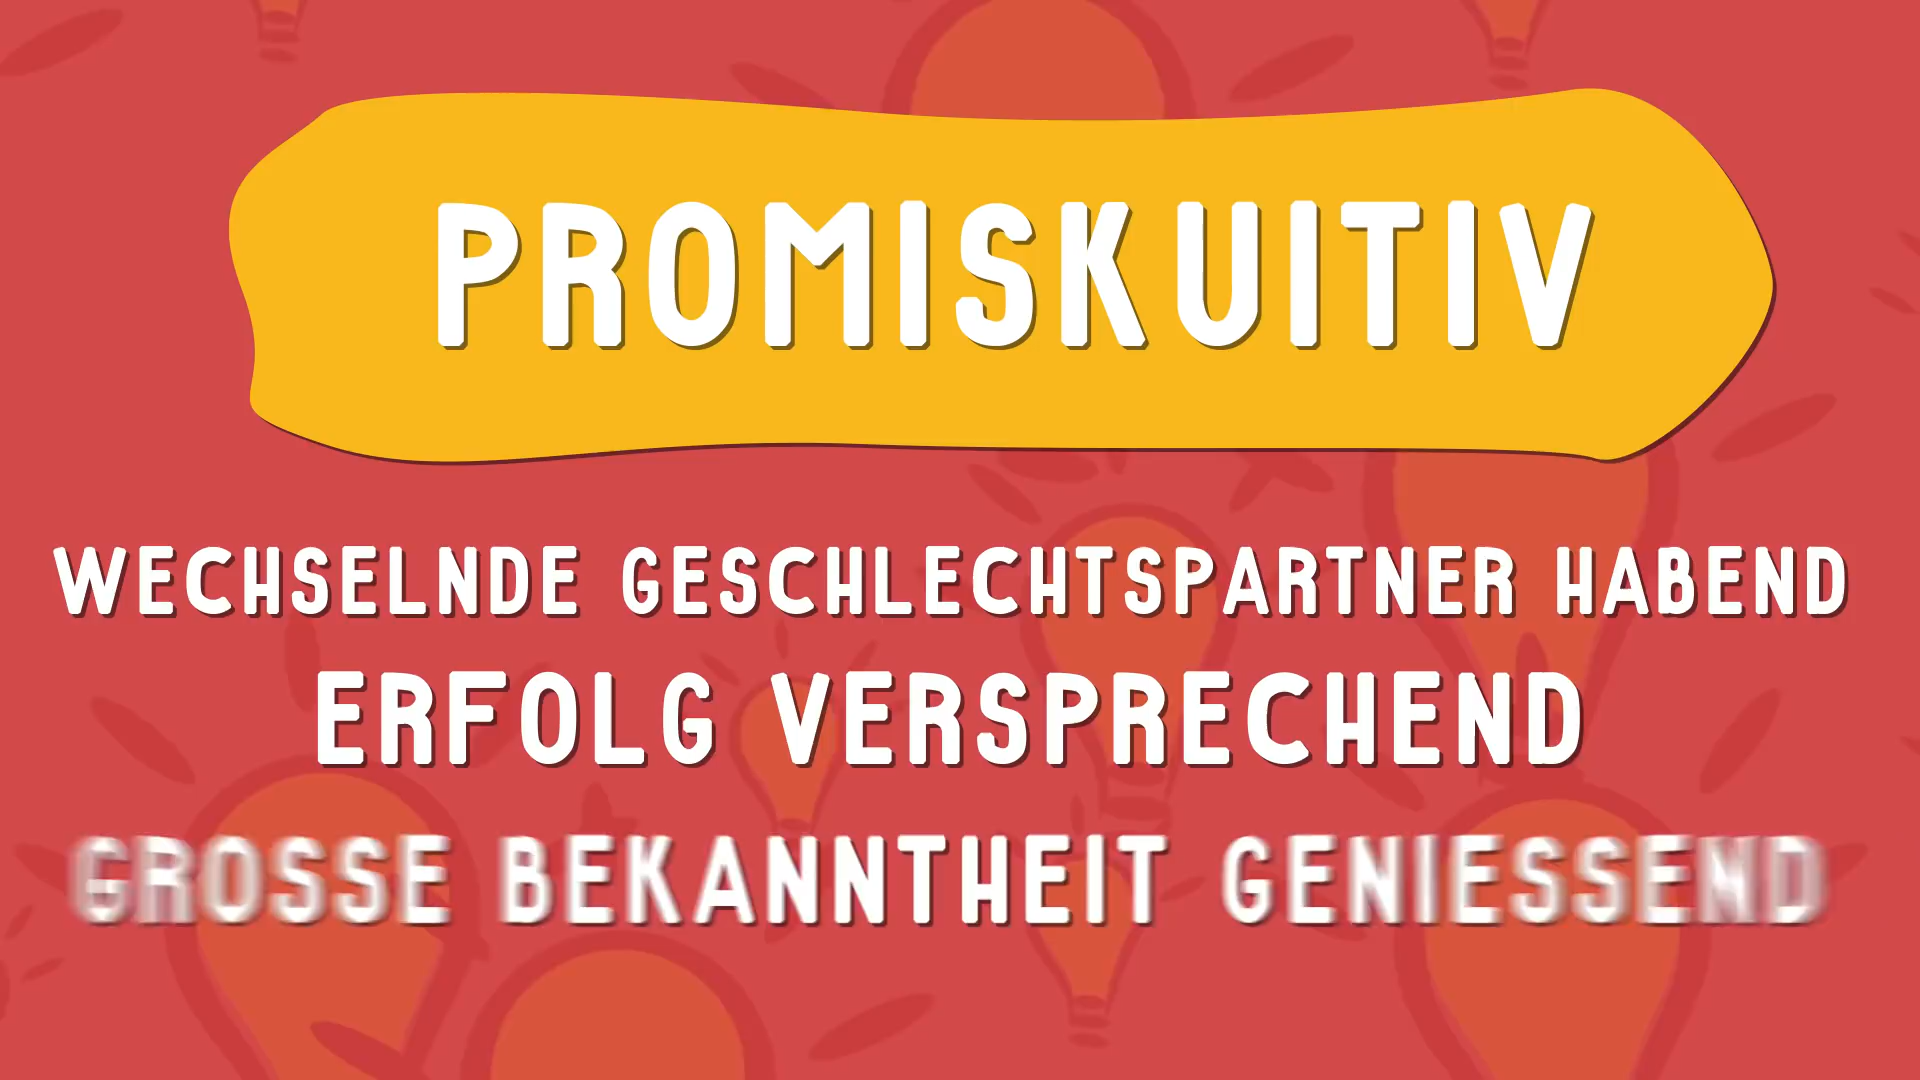 PROMISKUITIV
WECHSELNDE GESCHLECHTSPARTNER HABEND
ERFOLG VERSPRECHEND
GROSSE BEKANNTHEIT GENIESSEND